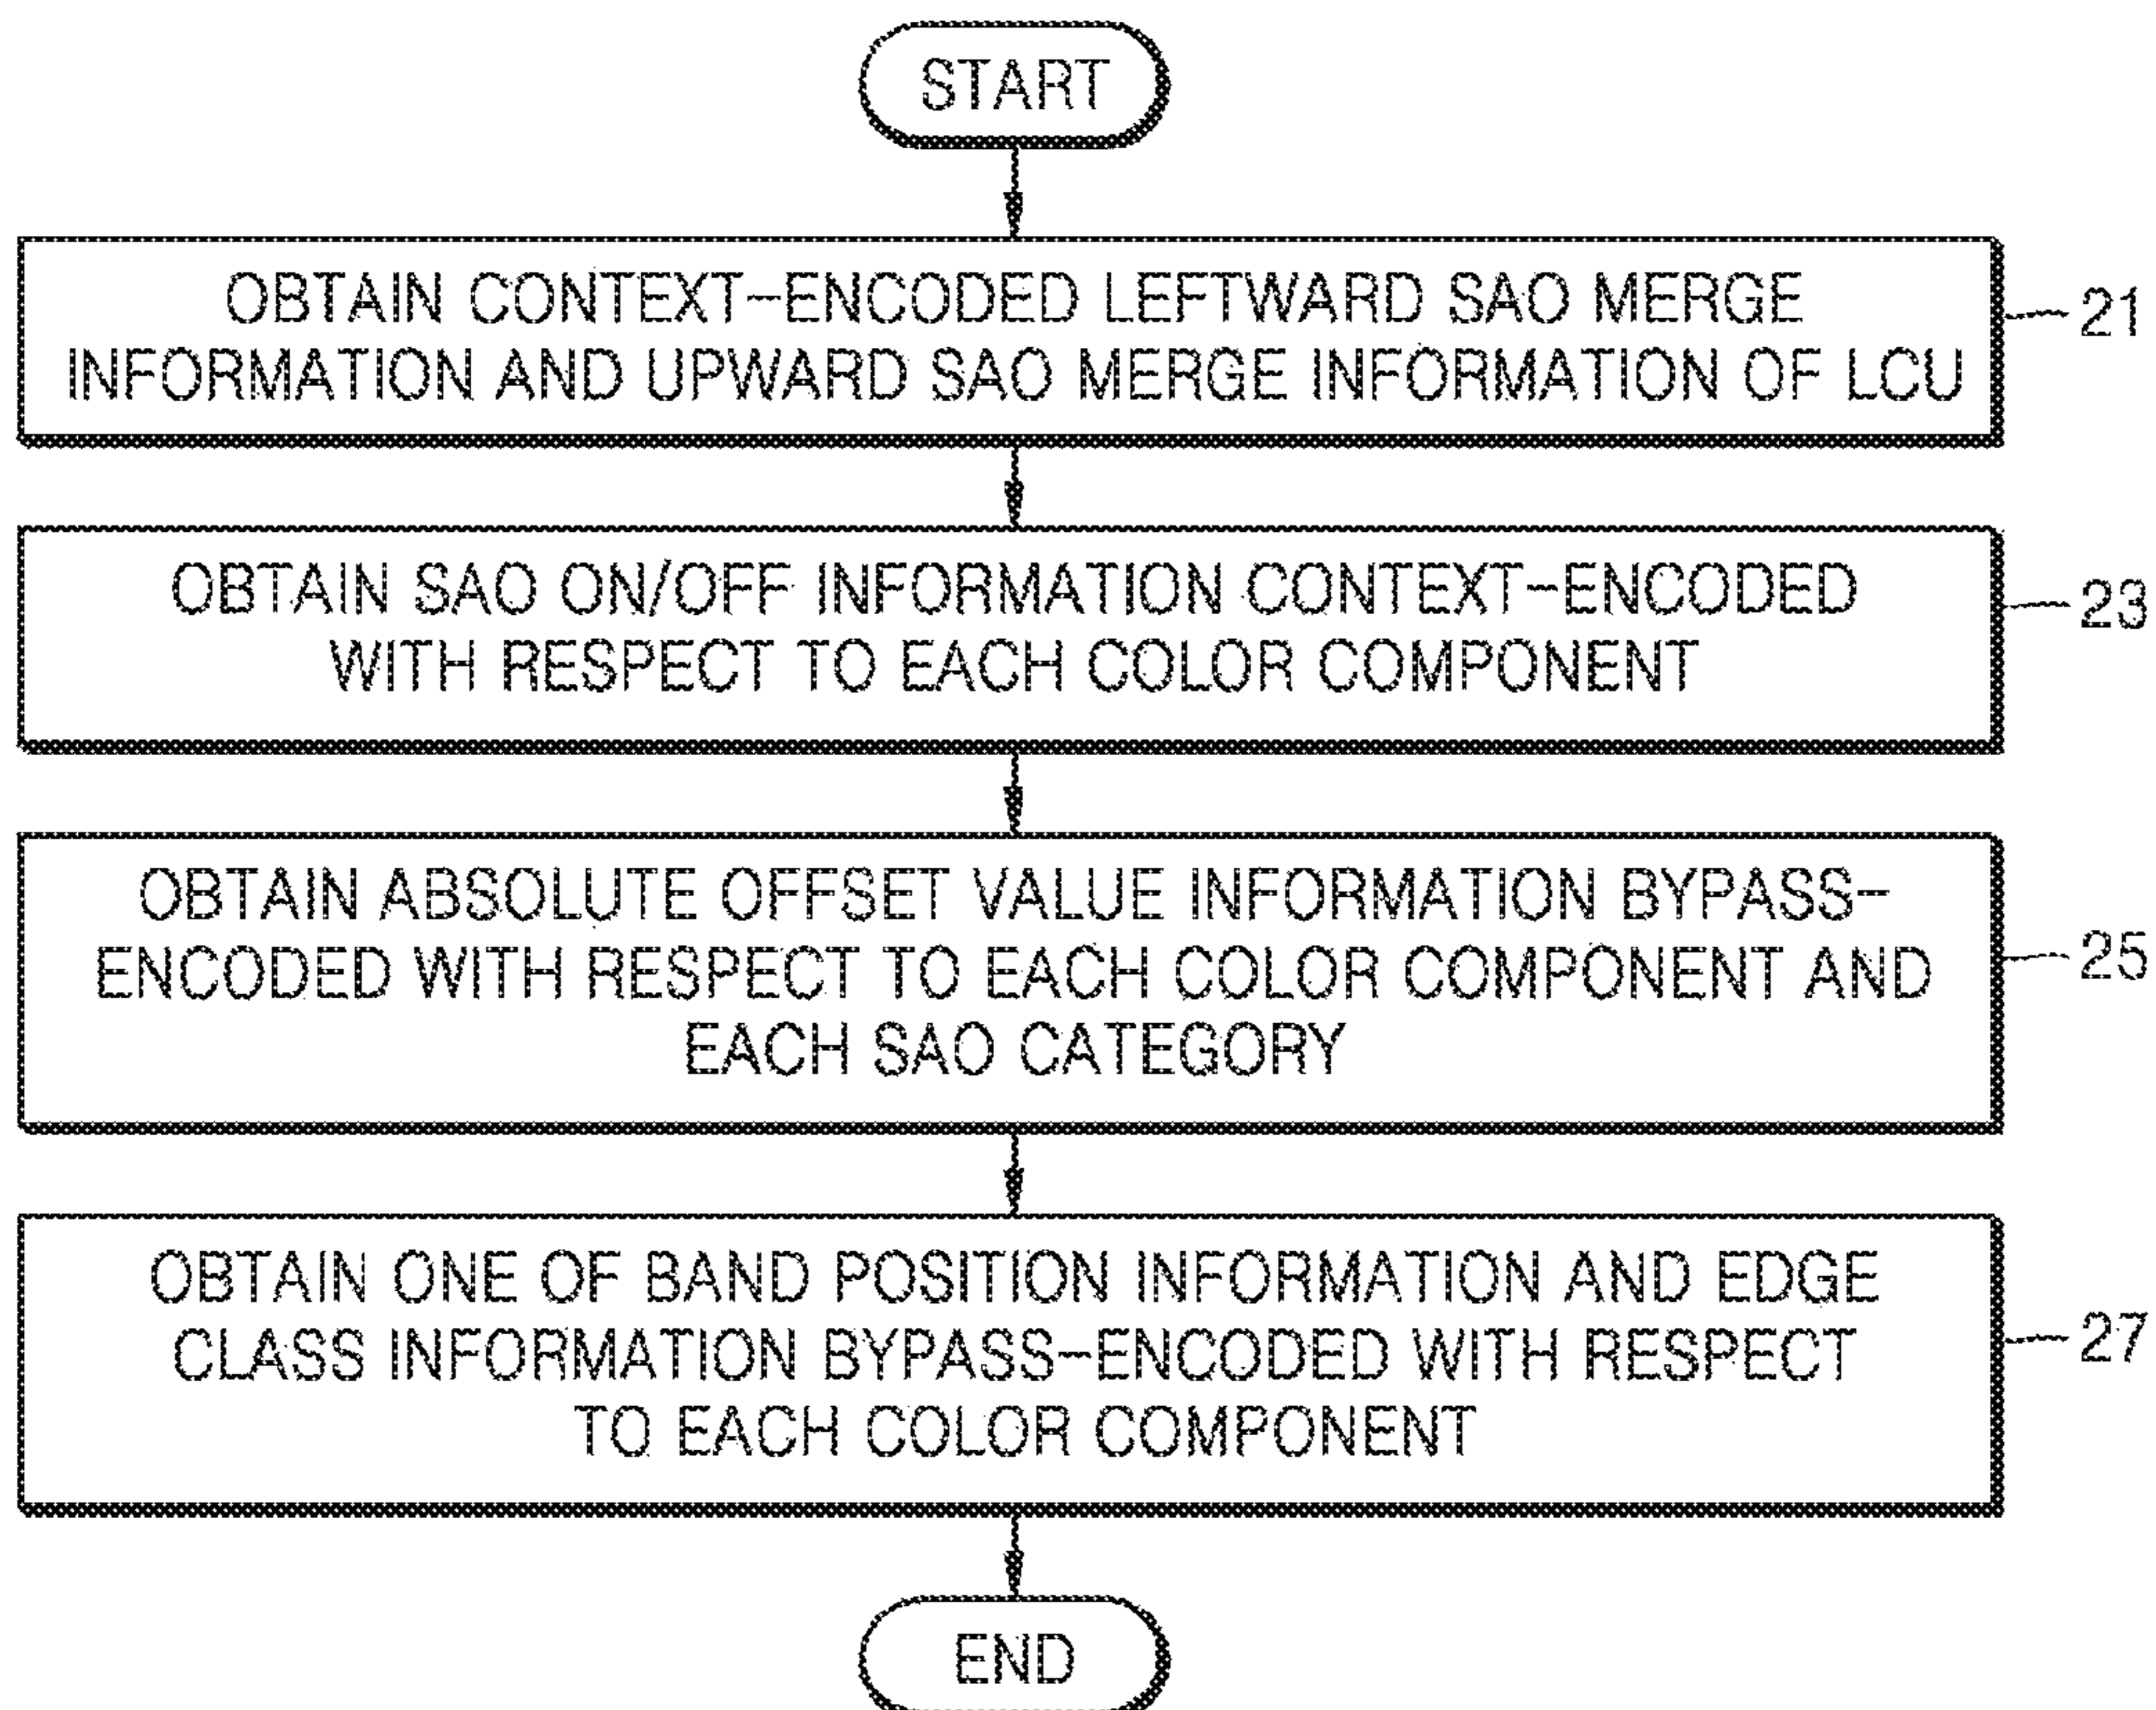 START
OBTAIN CONTEXT-ENCODED LEFTWARD SAO MERGE
INFORMATION AND UPWARD SAO MERGE INFORMATION OF LCU
21
OBTAIN SAO ON/OFF INFORMATION CONTEXT-ENCODED
WITH RESPECT TO EACH COLOR COMPONENT
23
OBTAIN ABSOLUTE OFFSET VALUE INFORMATION BYPASS-
ENCODED WITH RESPECT TO EACH COLOR COMPONENT AND
EACH SAO CATEGORY
25
OBTAIN ONE OF BAND POSITION INFORMATION AND EDGE
CLASS INFORMATION BYPASS-ENCODED WITH RESPECT
TO EACH COLOR COMPONENT
27
END